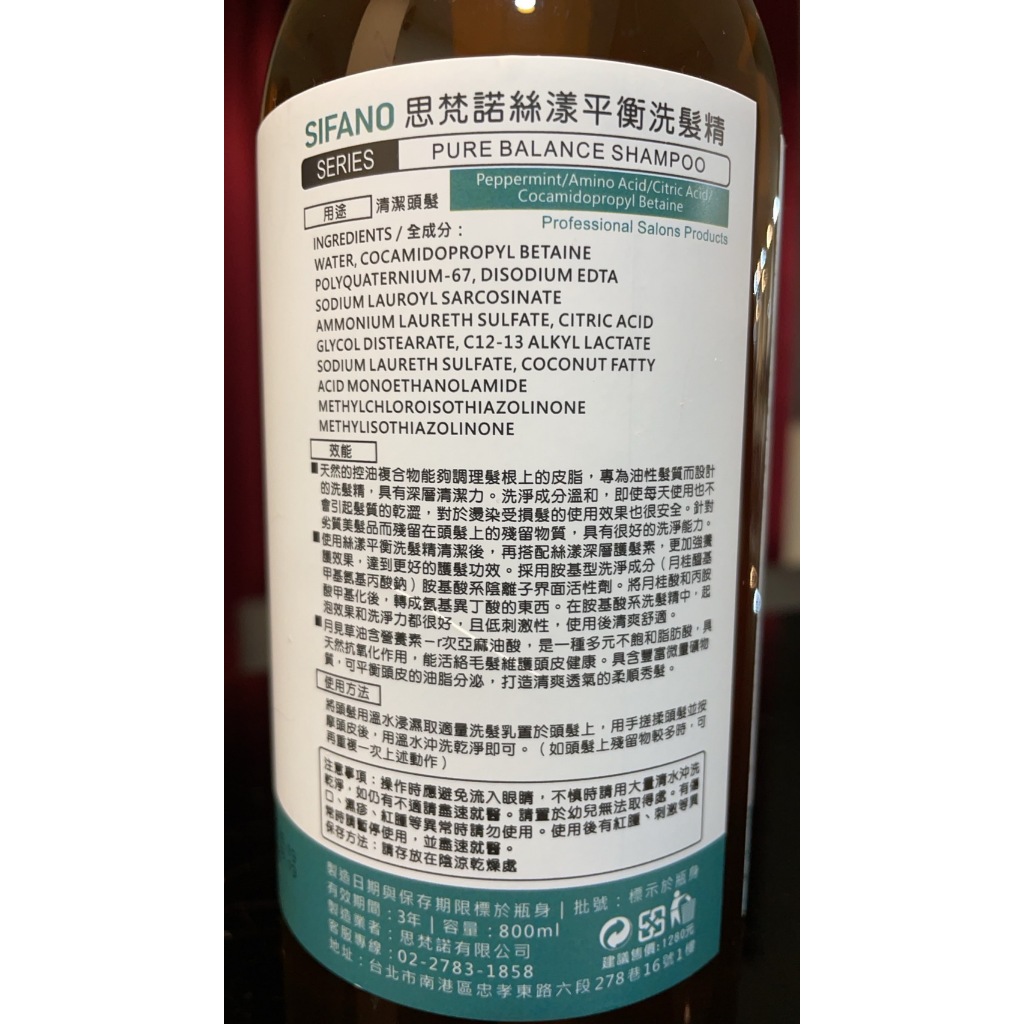 SIFANO 思梵諾絲漾平衡洗髮精
SERIES PURE BALANCE SHAMPOO
Peppermint/Amino Acid/Citric Acid/
Cocamidopropyl Betaine
用途 清潔頭髮
Professional Salons Products
INGREDIENTS / 全成分：
WATER, COCAMIDOPROPYL BETAINE
POLYQUATERNIUM-67, DISODIUM EDTA
SODIUM LAUROYL SARCOSINATE
AMMONIUM LAURETH SULFATE, CITRIC ACID
GLYCOL DISTEARATE, C12-13 ALKYL LACTATE
SODIUM LAURETH SULFATE, COCONUT FATTY
ACID MONOETHANOLAMIDE
METHYLCHLOROISOTHIAZOLINONE
METHYLISOTHIAZOLINONE
效能
■天然的控油複合物能夠調理髮根上的皮脂，專為油性髮質而設計
的洗髮精，具有深層清潔力。洗淨成分溫和，即使每天使用也不
會引起髮質的乾澀，對於燙染受損髮的使用效果也很安全。針對
劣質美髮品而殘留在頭髮上的殘留物質，具有很好的洗淨能力。
■使用絲漾平衡洗髮精清潔後，再搭配絲漾深層護髮素，更加強養
護效果，達到更好的護髮功效。採用胺基型洗淨成分（月桂醯基
甲基氨基丙酸鈉）胺基酸系陰離子界面活性劑。將月桂酸和丙胺
酸甲基化後，轉成氨基異丁酸的東西。在胺基酸系洗髮精中，起
泡效果和洗淨力都很好，且低刺激性，使用後清爽舒適。
■月見草油含營養素－r次亞麻油酸，是一種多元不飽和脂肪酸，具
天然抗氧化作用，能活絡毛髮維護頭皮健康。具含豐富微量礦物
質，可平衡頭皮的油脂分泌，打造清爽透氣的柔順秀髮。
使用方法
將頭髮用溫水浸濕取適量洗髮乳置於頭髮上，用手搓揉頭髮並按
摩頭皮後，用溫水沖洗乾淨即可。（如頭髮上殘留物較多時，可
再重複一次上述動作）
注意事項：操作時應避免流入眼睛，不慎時請用大量清水沖洗
乾淨，如仍有不適請盡速就醫。請置於幼兒無法取得處。有傷
口、濕疹、紅腫等異常時請勿使用。使用後有紅腫、刺激等異
常時請暫停使用，並盡速就醫。
保存方法：請存放在陰涼乾燥處
製造日期與保存期限標於瓶身 | 批號：標示於瓶身
有效期間：3年 | 容量：800ml
製造業者：思梵諾有限公司
客服專線：02-2783-1858
建議售價:1280元
地址：台北市南港區忠孝東路六段278巷16號1樓